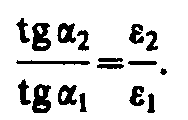 tg α₂ / tg α₁ = ε₂ / ε₁.